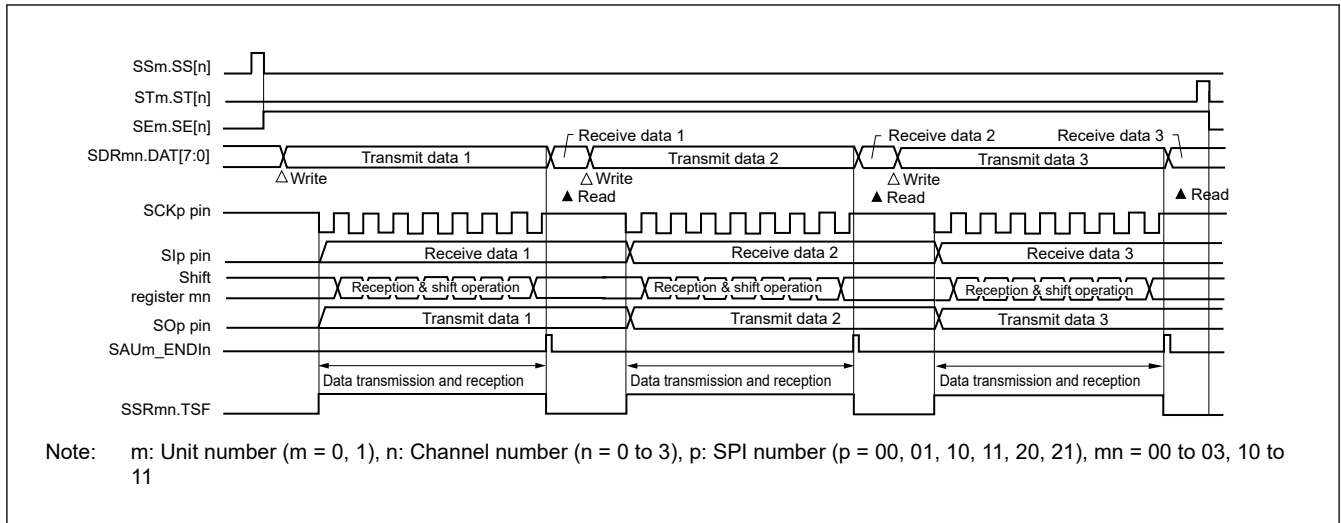 SSm.SS[n]
STm.ST[n]
SEm.SE[n]
Receive data 1 Receive data 2 Receive data 3
SDRmn.DAT[7:0] Transmit data 1 Transmit data 2 Transmit data 3
△Write △Write △Write
▲ Read ▲ Read ▲ Read
SCKp pin
SIp pin Receive data 1 Receive data 2 Receive data 3
Shift
register mn Reception & shift operation Reception & shift operation Reception & shift operation
SOp pin Transmit data 1 Transmit data 2 Transmit data 3
SAUm_ENDIn
Data transmission and reception Data transmission and reception Data transmission and reception
SSRmn.TSF
Note: m: Unit number (m = 0, 1), n: Channel number (n = 0 to 3), p: SPI number (p = 00, 01, 10, 11, 20, 21), mn = 00 to 03, 10 to
11